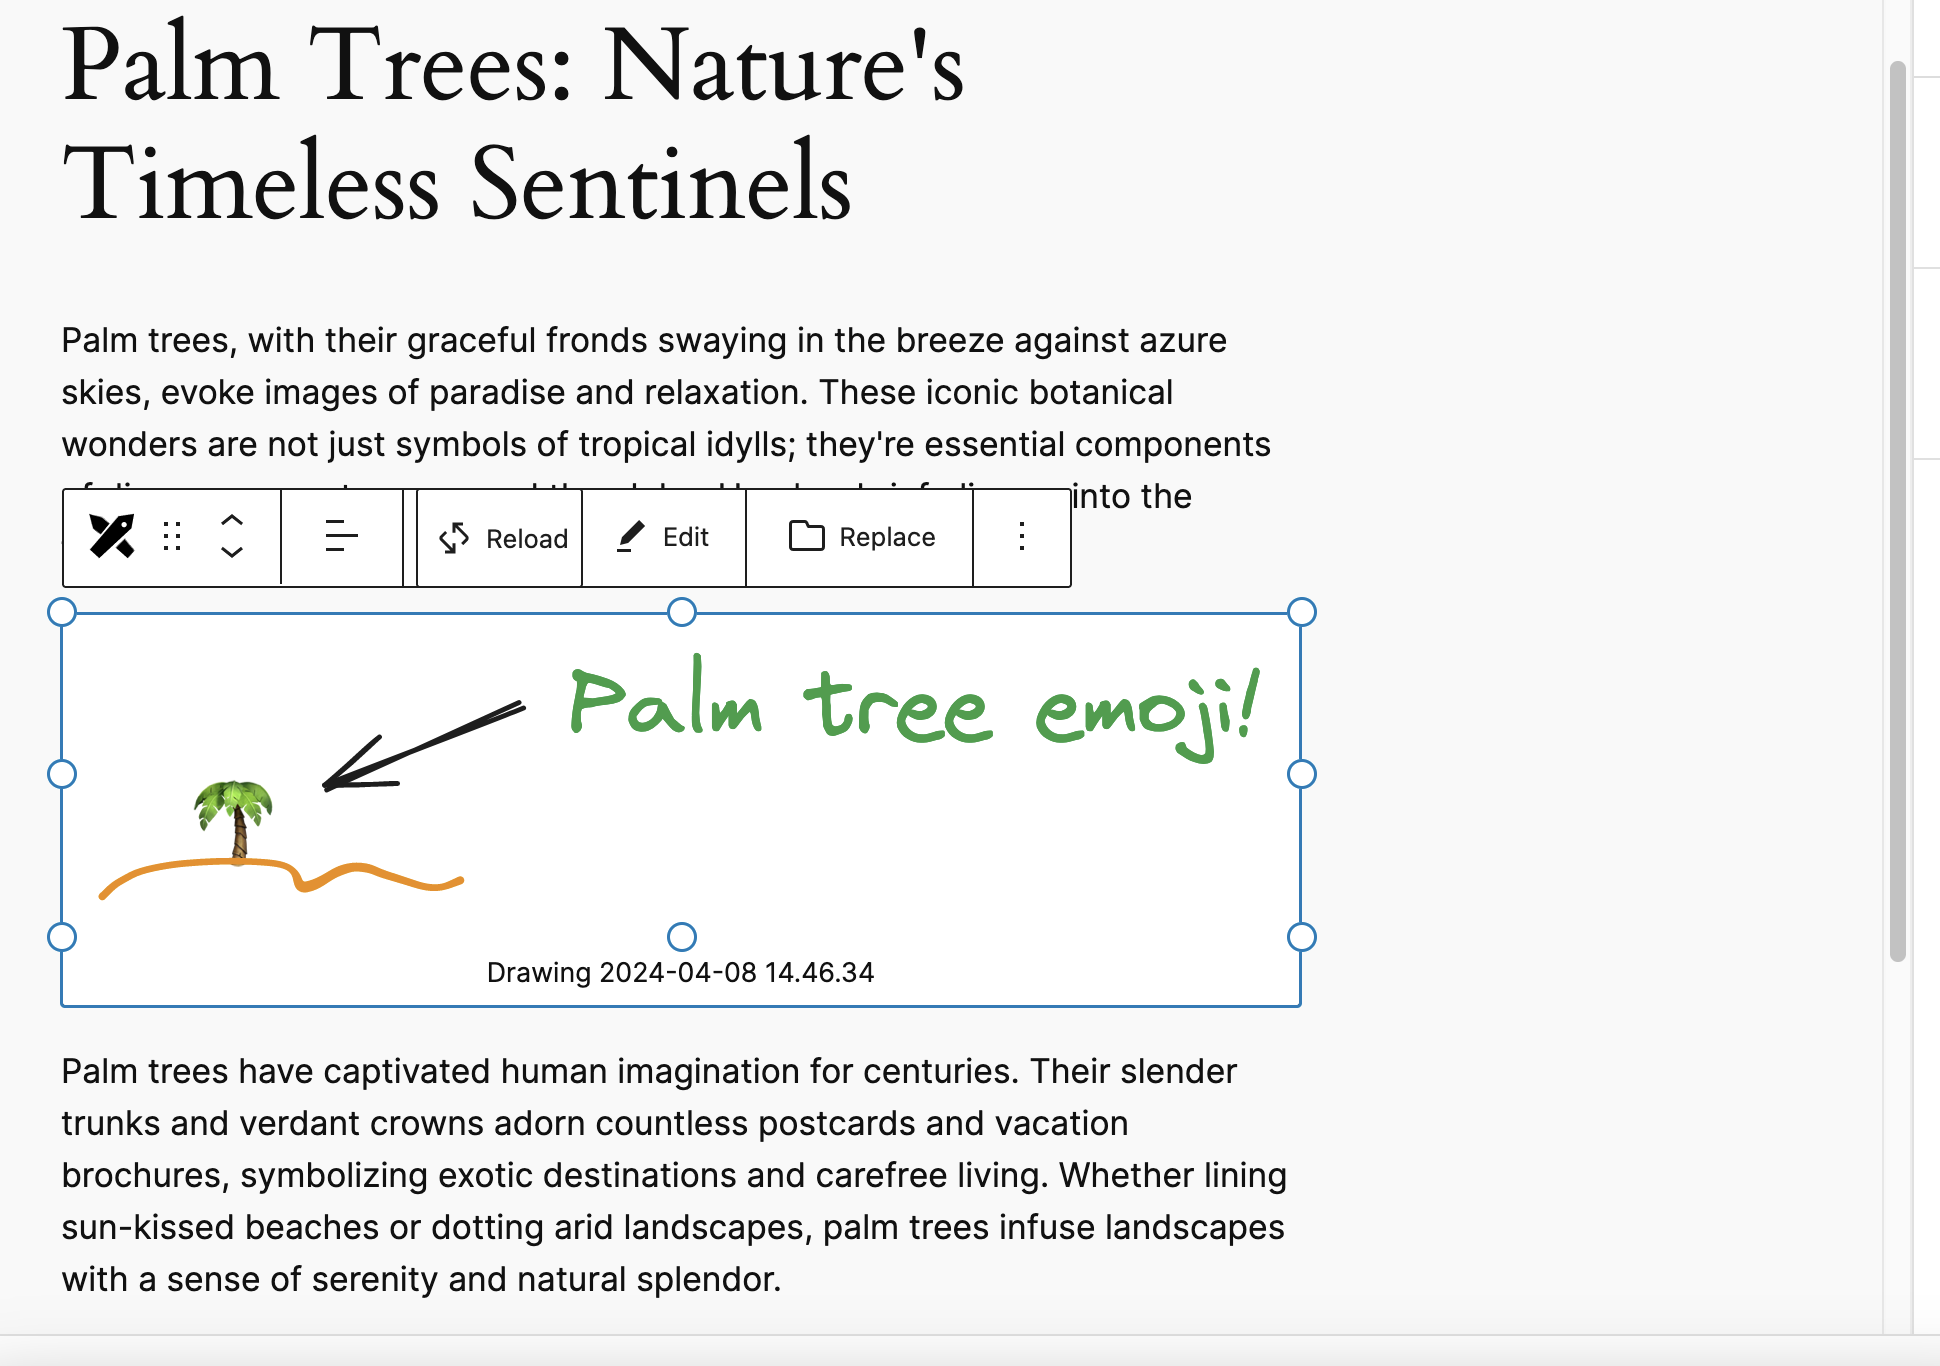 Palm Trees: Nature's
Timeless Sentinels
Palm trees, with their graceful fronds swaying in the breeze against azure
skies, evoke images of paradise and relaxation. These iconic botanical
wonders are not just symbols of tropical idylls; they're essential components
into the
Reload Edit Replace
Palm tree emoji!
Drawing 2024-04-08 14.46.34
Palm trees have captivated human imagination for centuries. Their slender
trunks and verdant crowns adorn countless postcards and vacation
brochures, symbolizing exotic destinations and carefree living. Whether lining
sun-kissed beaches or dotting arid landscapes, palm trees infuse landscapes
with a sense of serenity and natural splendor.